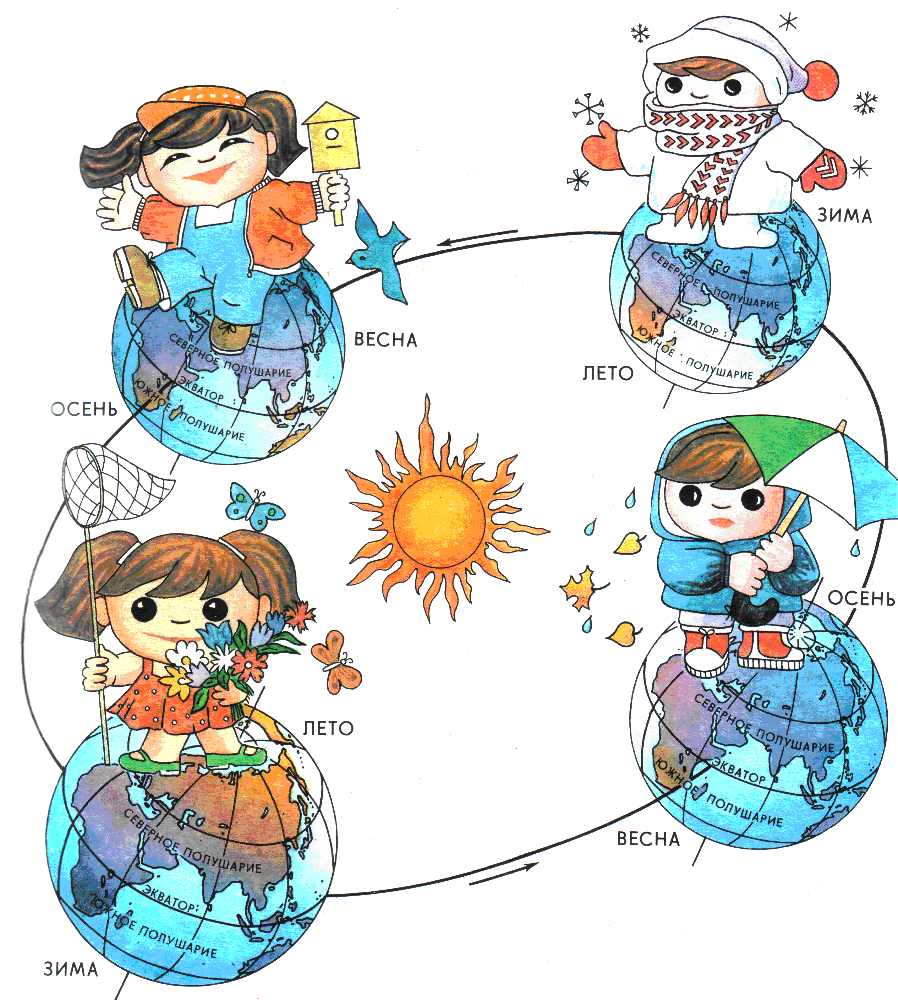 ВЕСНА
СЕВЕРНОЕ ПОЛУШАРИЕ
ЭКВАТОР
ЮЖНОЕ ПОЛУШАРИЕ
ОСЕНЬ
ЗИМА
СЕВЕРНОЕ ПОЛУШАРИЕ
ЭКВАТОР
ЮЖНОЕ ПОЛУШАРИЕ
ЛЕТО
ЛЕТО
СЕВЕРНОЕ ПОЛУШАРИЕ
ЭКВАТОР
ЮЖНОЕ ПОЛУШАРИЕ
ЗИМА
ОСЕНЬ
СЕВЕРНОЕ ПОЛУШАРИЕ
ЭКВАТОР
ЮЖНОЕ ПОЛУШАРИЕ
ВЕСНА